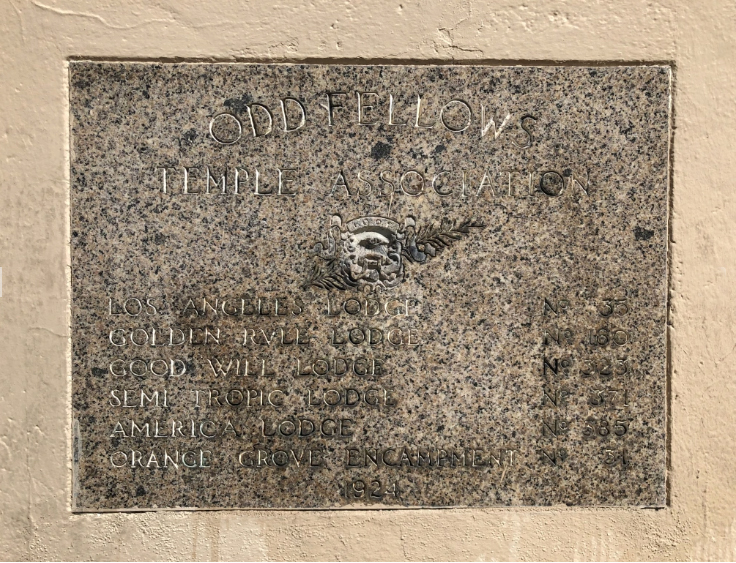 ODD FELLOWS
TEMPLE ASSOCIATION
LOS ANGELES LODGE Nº 35
GOLDEN RVLE LODGE Nº 160
GOOD WILL LODGE Nº 323
SEMI TROPIC LODGE Nº 371
AMERICA LODGE Nº 385
ORANGE GROVE ENCAMPMENT Nº 31
1924